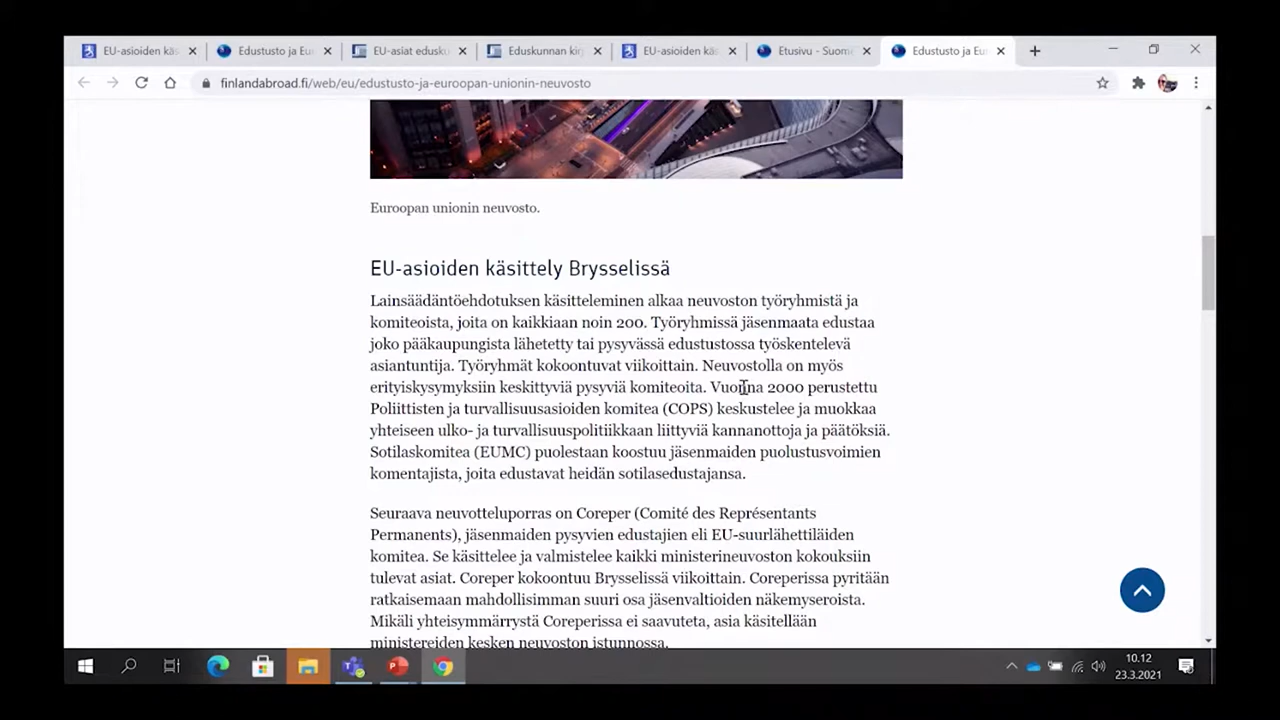 EU-asioiden käs
Edustusto ja Eu
EU-asiat edusku
Eduskunnan kirj
EU-asioiden käs
Etusivu - Suome
Edustusto ja Eu
finlandabroad.fi/web/eu/edustusto-ja-euroopan-unionin-neuvosto
Euroopan unionin neuvosto.
EU-asioiden käsittely Brysselissä
Lainsäädäntöehdotuksen käsitteleminen alkaa neuvoston työryhmistä ja
komiteoista, joita on kaikkiaan noin 200. Työryhmissä jäsenmaata edustaa
joko pääkaupungista lähetetty tai pysyvässä edustustossa työskentelevä
asiantuntija. Työryhmät kokoontuvat viikoittain. Neuvostolla on myös
erityiskysymyksiin keskittyviä pysyviä komiteoita. Vuonna 2000 perustettu
Poliittisten ja turvallisuusasioiden komitea (COPS) keskustelee ja muokkaa
yhteiseen ulko- ja turvallisuuspolitiikkaan liittyviä kannanottoja ja päätöksiä.
Sotilaskomitea (EUMC) puolestaan koostuu jäsenmaiden puolustusvoimien
komentajista, joita edustavat heidän sotilasedustajansa.
Seuraava neuvotteluporras on Coreper (Comité des Représentants
Permanents), jäsenmaiden pysyvien edustajien eli EU-suurlähettiläiden
komitea. Se käsittelee ja valmistelee kaikki ministerineuvoston kokouksiin
tulevat asiat. Coreper kokoontuu Brysselissä viikoittain. Coreperissa pyritään
ratkaisemaan mahdollisimman suuri osa jäsenvaltioiden näkemyseroista.
Mikäli yhteisymmärrystä Coreperissa ei saavuteta, asia käsitellään
ministereiden kesken neuvoston istunnossa.
10.12
23.3.2021